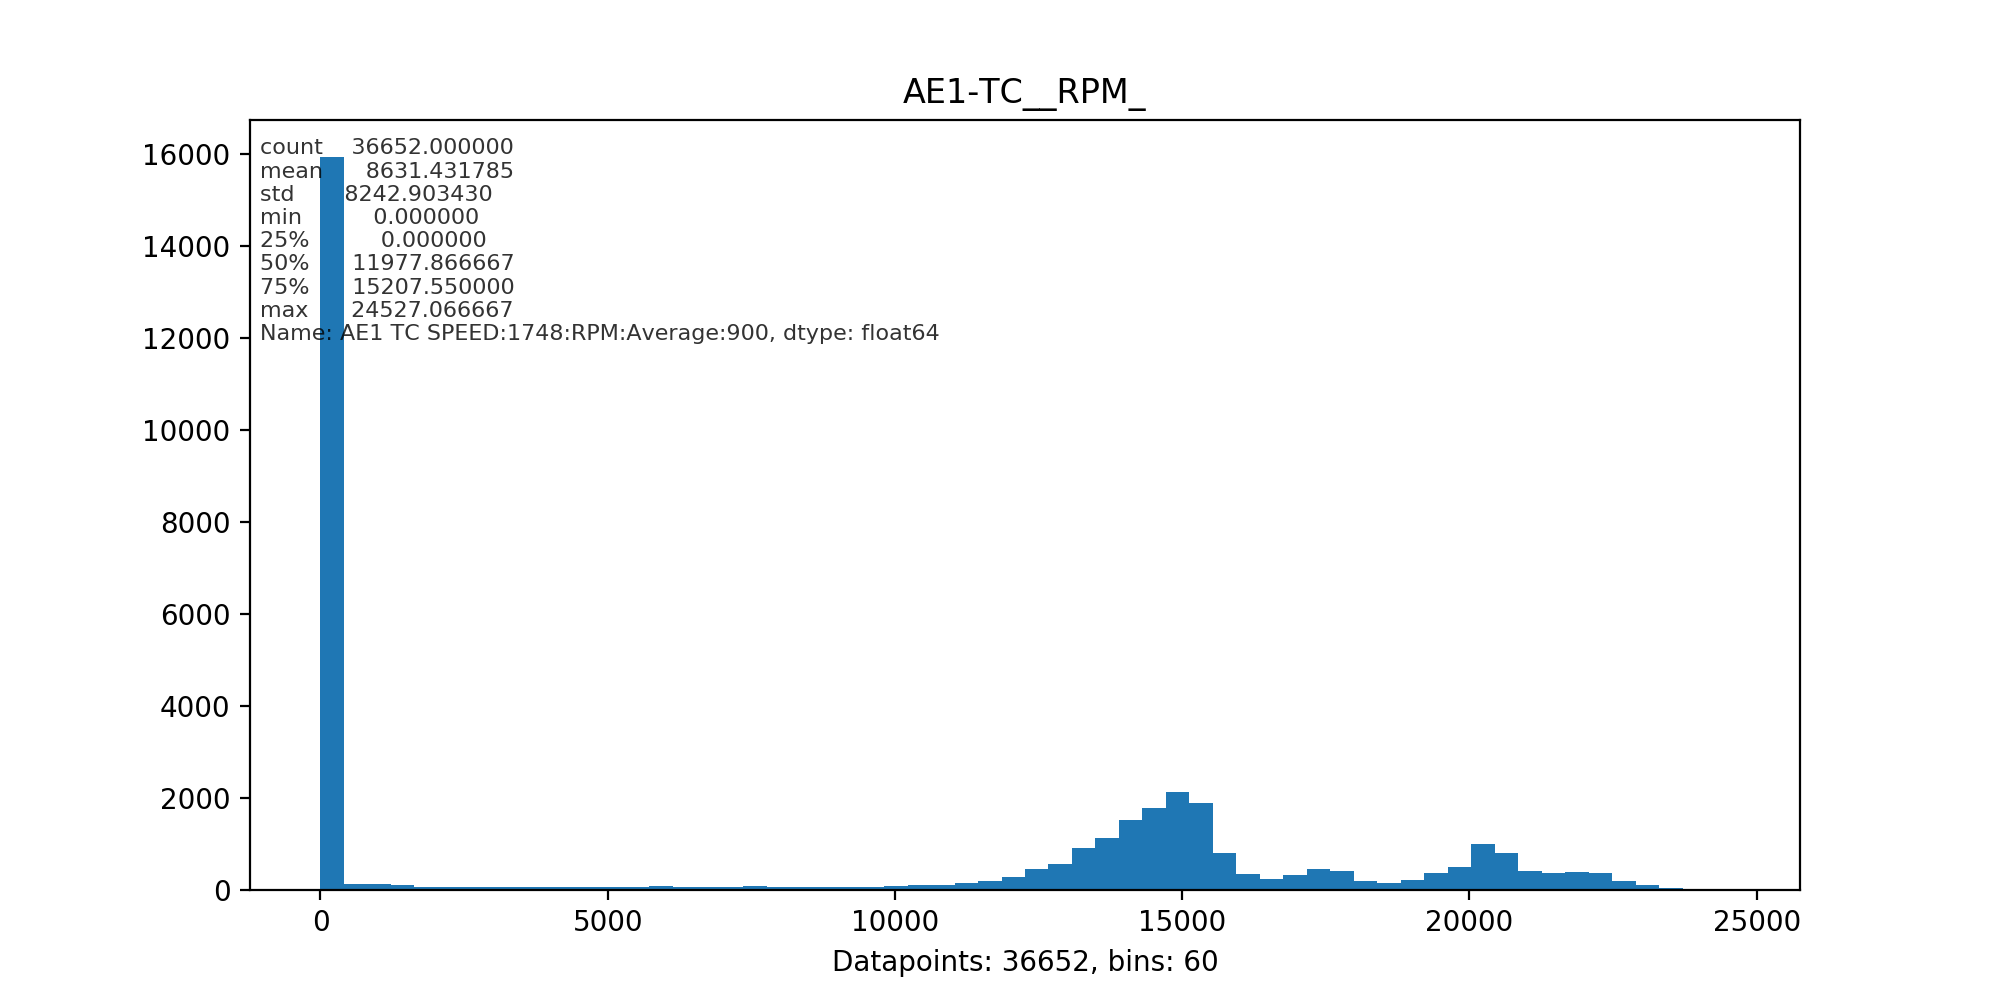 AE1-TC__RPM_
count 36652.000000
mean 8631.431785
std 8242.903430
min 0.000000
25% 0.000000
50% 11977.866667
75% 15207.550000
max 24527.066667
Name: AE1 TC SPEED:1748:RPM:Average:900, dtype: float64
16000
14000
12000
10000
8000
6000
4000
2000
0
0 5000 10000 15000 20000 25000
Datapoints: 36652, bins: 60